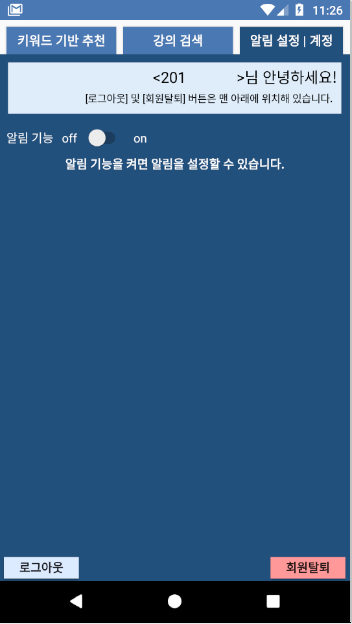 11:26
키워드 기반 추천 강의 검색 알림 설정 | 계정
<201 >님 안녕하세요!
[로그아웃] 및 [회원탈퇴] 버튼은 맨 아래에 위치해 있습니다.
알림 기능 off on
알림 기능을 켜면 알림을 설정할 수 있습니다.
로그아웃 회원탈퇴